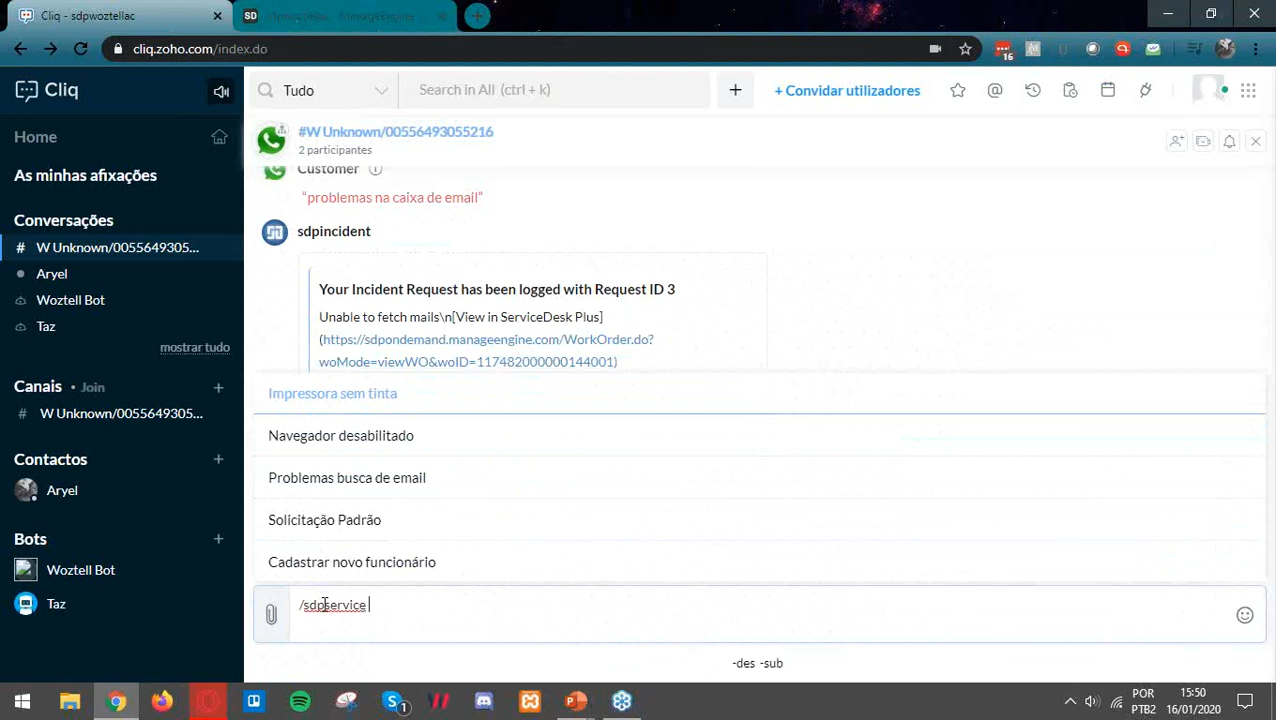 Cliq - sdpwoztellac
SD
cliq.zoho.com/index.do
16
Cliq
Tudo
Search in All (ctrl + k)
+ Convidar utilizadores
Home
#W Unknown/00556493055216
2 participantes
As minhas afixações
Customer
“problemas na caixa de email”
Conversações
sdpincident
# W Unknown/0055649305...
Aryel
Your Incident Request has been logged with Request ID 3
Woztell Bot
Unable to fetch mails\n[View in ServiceDesk Plus]
Taz
(https://sdpondemand.manageengine.com/WorkOrder.do?
mostrar tudo
woMode=viewWO&woID=117482000000144001)
Canais • Join
Impressora sem tinta
# W Unknown/0055649305...
Navegador desabilitado
Contactos
Problemas busca de email
Aryel
Solicitação Padrão
Bots
Cadastrar novo funcionário
Woztell Bot
/sdpservice
Taz
-des -sub
1
POR
PTB2
15:50
16/01/2020